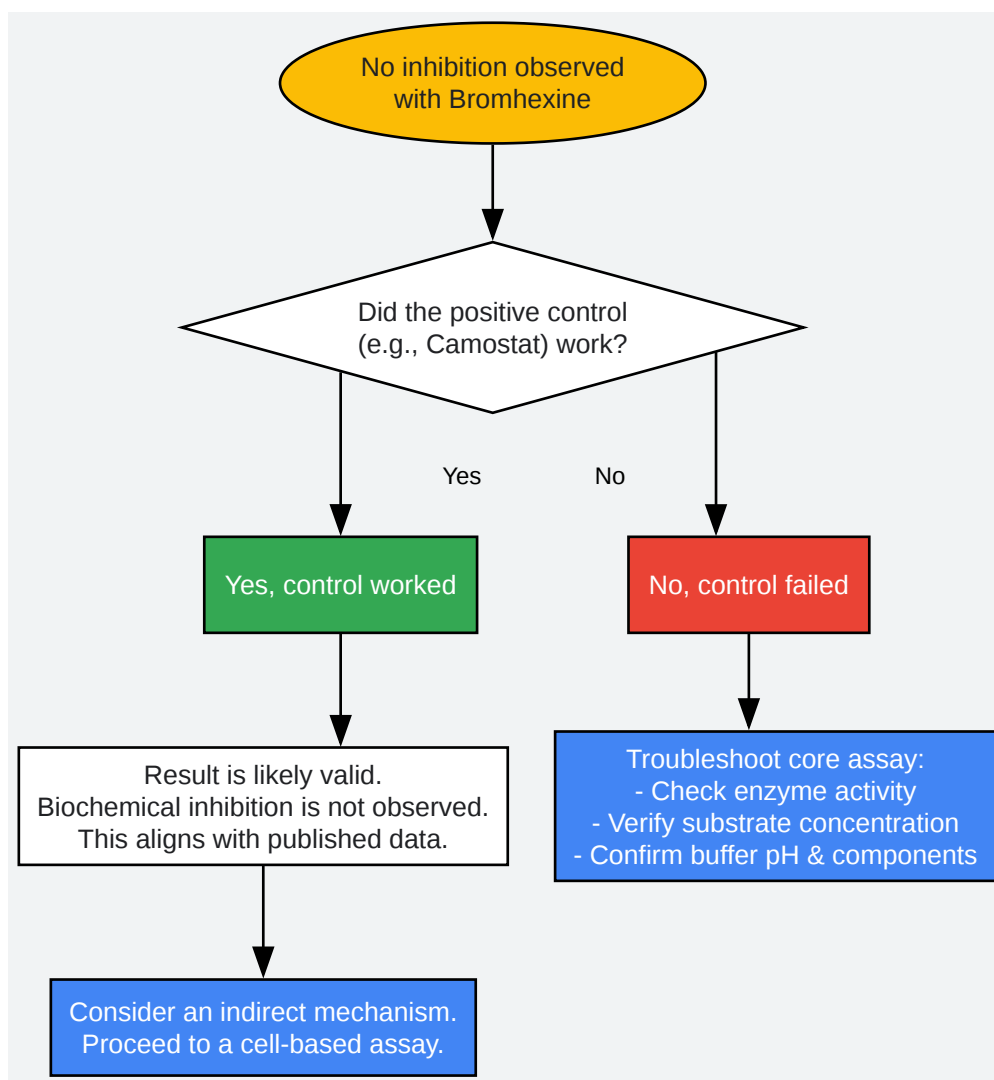 No inhibition observed
with Bromhexine
Did the positive control
(e.g., Camostat) work?
Yes
No
Yes, control worked
No, control failed
Result is likely valid.
Biochemical inhibition is not observed.
This aligns with published data.
Troubleshoot core assay:
- Check enzyme activity
- Verify substrate concentration
- Confirm buffer pH & components
Consider an indirect mechanism.
Proceed to a cell-based assay.